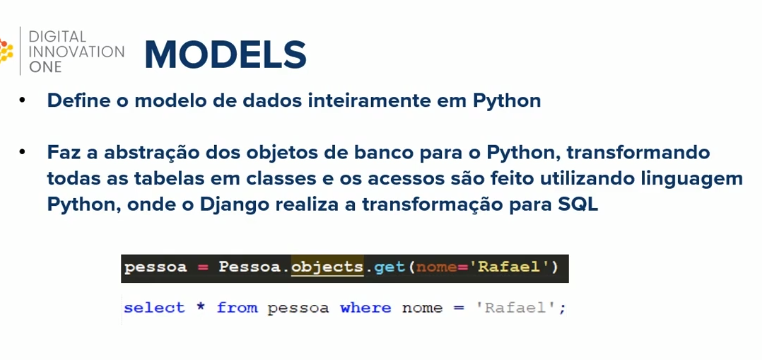 DIGITAL
INNOVATION
ONE
MODELS
• Define o modelo de dados inteiramente em Python
• Faz a abstração dos objetos de banco para o Python, transformando
todas as tabelas em classes e os acessos são feito utilizando linguagem
Python, onde o Django realiza a transformação para SQL
pessoa = Pessoa.objects.get(nome='Rafael')
select * from pessoa where nome = 'Rafael';